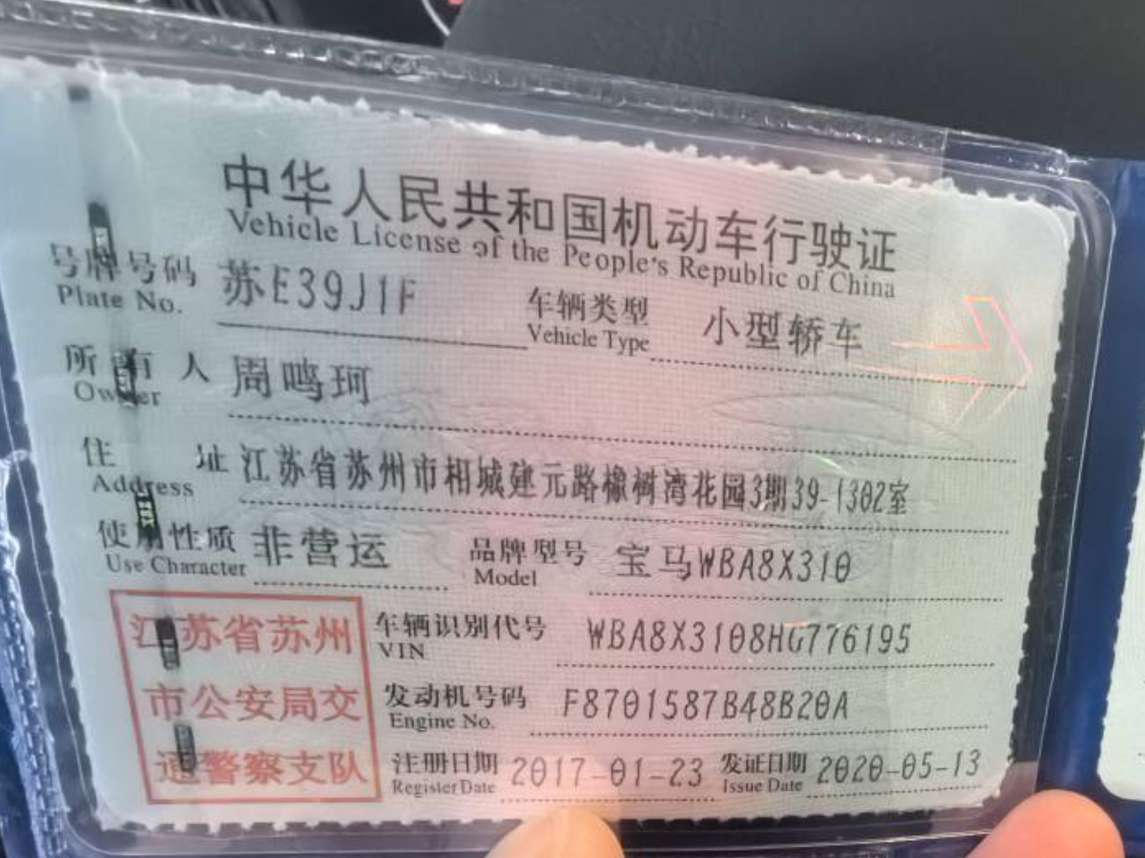 中华人民共和国机动车行驶证
Vehicle License of the People's Republic of China
号牌号码 苏E39J1F 车辆类型 小型轿车
Plate No. Vehicle Type
所有人 周鸣珂
Owner
住址 江苏省苏州市相城建元路橡树湾花园3期39-1302室
Address
使用性质 非营运 品牌型号 宝马WBA8X310
Use Character Model
江苏省苏州 车辆识别代号 WBA8X3108HG776195
VIN
市公安局交 发动机号码 F8701587B48B20A
Engine No.
通警察支队 注册日期 2017-01-23 发证日期 2020-05-13
Register Date Issue Date